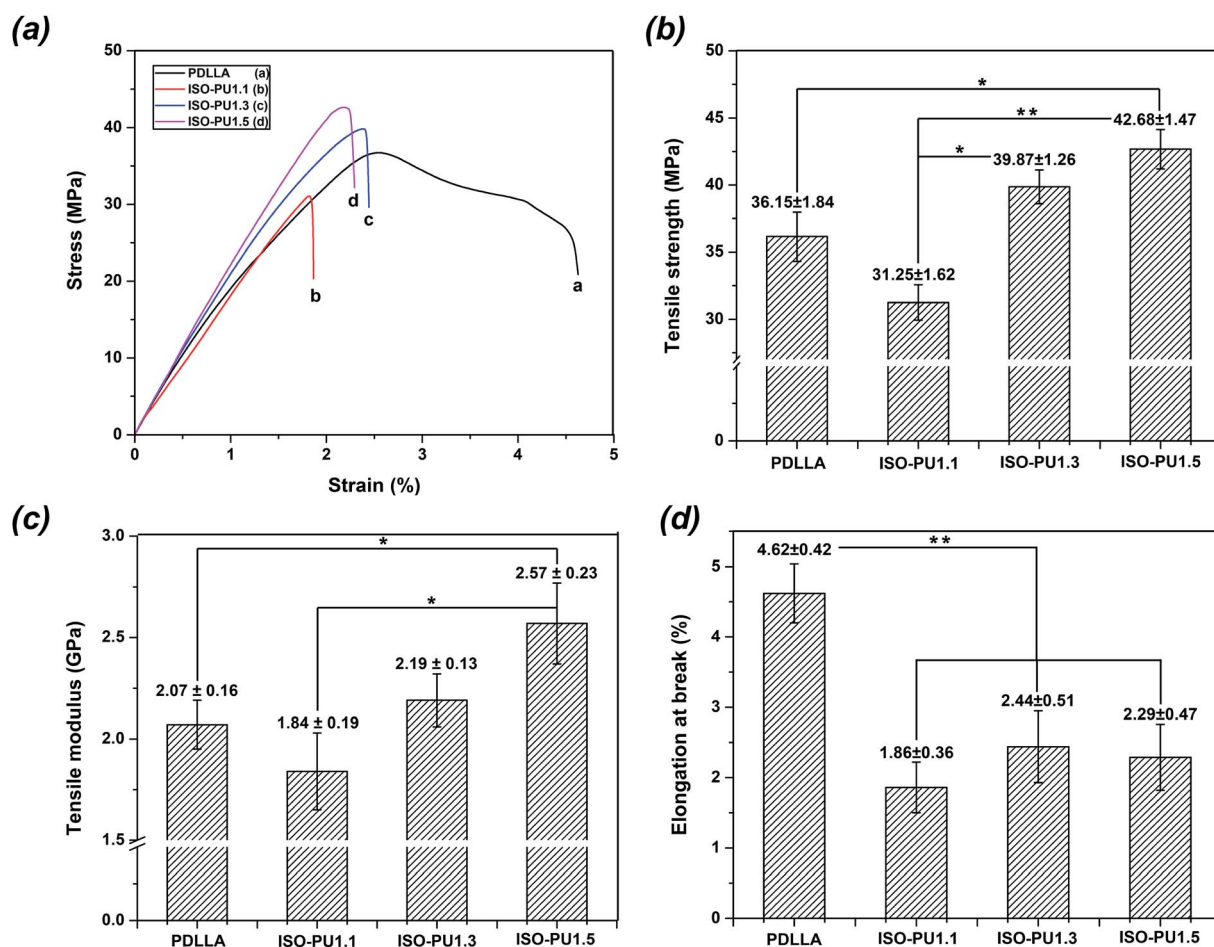 (a)
50
40
30
20
10
0
Stress (MPa)
PDLLA (a)
ISO-PU1.1 (b)
ISO-PU1.3 (c)
ISO-PU1.5 (d)
d
c
b
a
0 1 2 3 4 5
Strain (%)
(b)
50
45
40
35
30
0
Tensile strength (MPa)
*
**
*
36.15±1.84
31.25±1.62
39.87±1.26
42.68±1.47
PDLLA ISO-PU1.1 ISO-PU1.3 ISO-PU1.5
(c)
3.0
2.5
2.0
1.5
0.0
Tensile modulus (GPa)
*
*
2.07 ± 0.16
1.84 ± 0.19
2.19 ± 0.13
2.57 ± 0.23
PDLLA ISO-PU1.1 ISO-PU1.3 ISO-PU1.5
(d)
5
4
3
2
1
0
Elongation at break (%)
**
4.62±0.42
1.86±0.36
2.44±0.51
2.29±0.47
PDLLA ISO-PU1.1 ISO-PU1.3 ISO-PU1.5